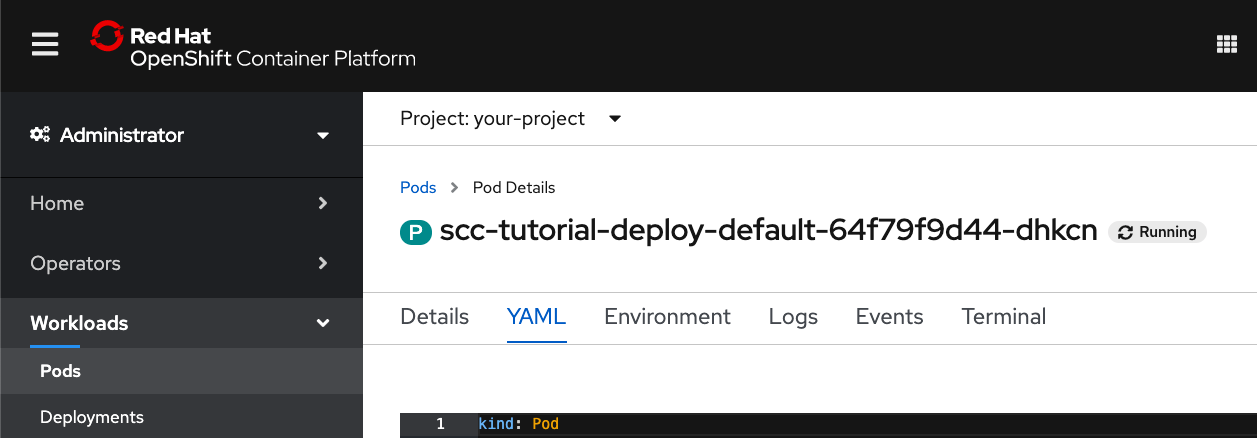 Red Hat
OpenShift Container Platform
Administrator
Home
Operators
Workloads
Pods
Deployments
Project: your-project
Pods > Pod Details
P scc-tutorial-deploy-default-64f79f9d44-dhkcn Running
Details YAML Environment Logs Events Terminal
1 kind: Pod